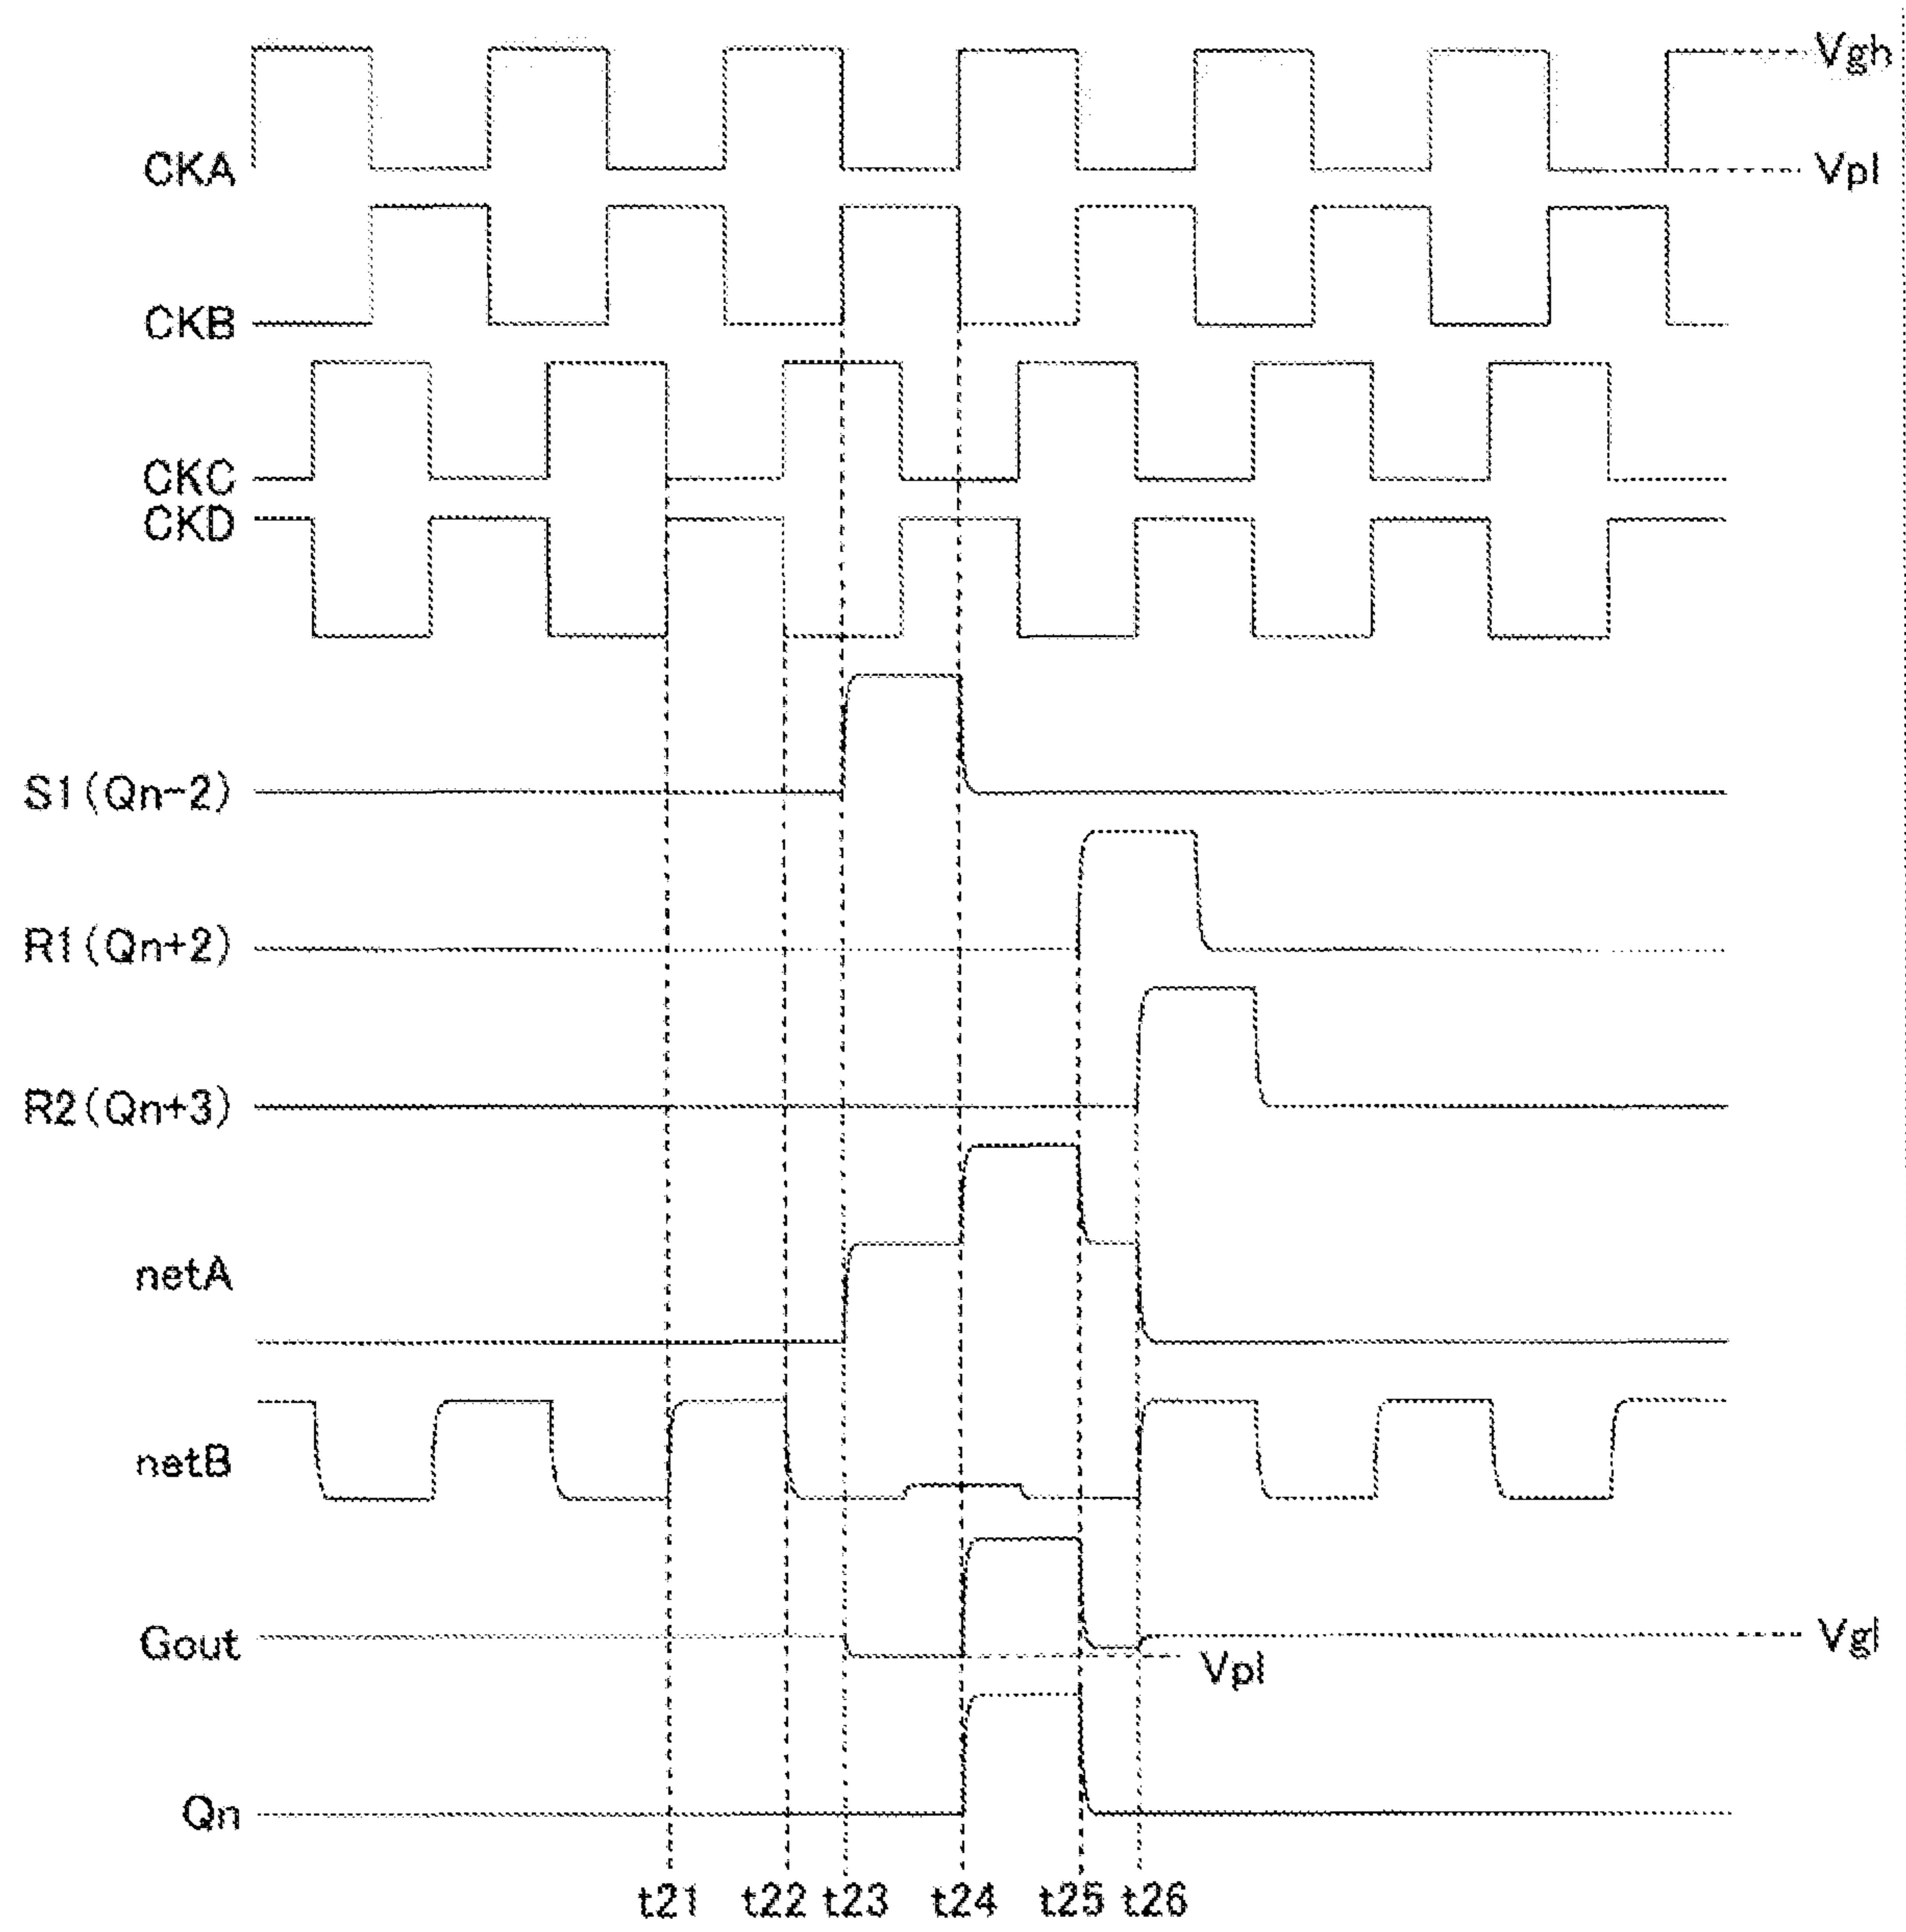 Vgh
CKA
Vpl
CKB
CKC
CKD
S1(Qn-2)
R1(Qn+2)
R2(Qn+3)
netA
netB
Gout
Vgl
Vpl
Qn
t21 t22 t23 t24 t25 t26